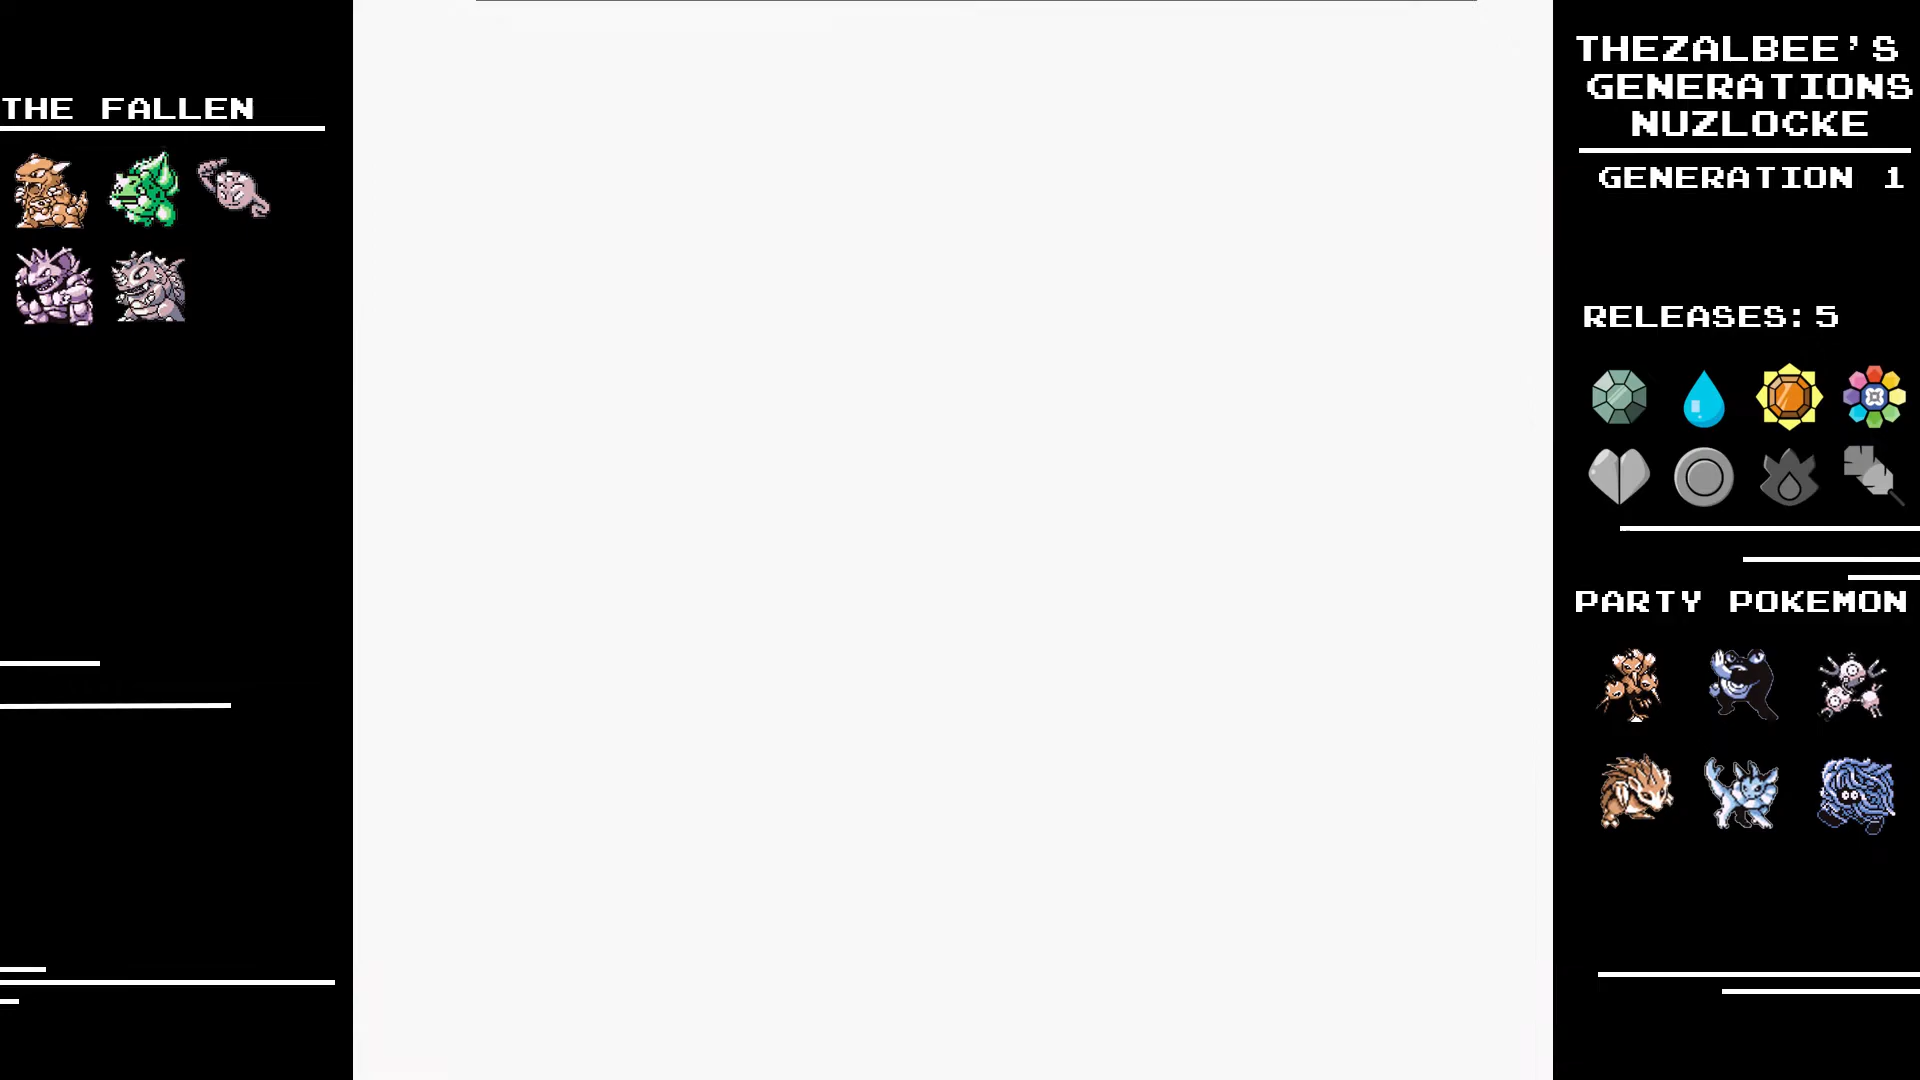 THE FALLEN
THEZALBEE'S
GENERATIONS
NUZLOCKE
GENERATION 1
RELEASES: 5
PARTY POKEMON